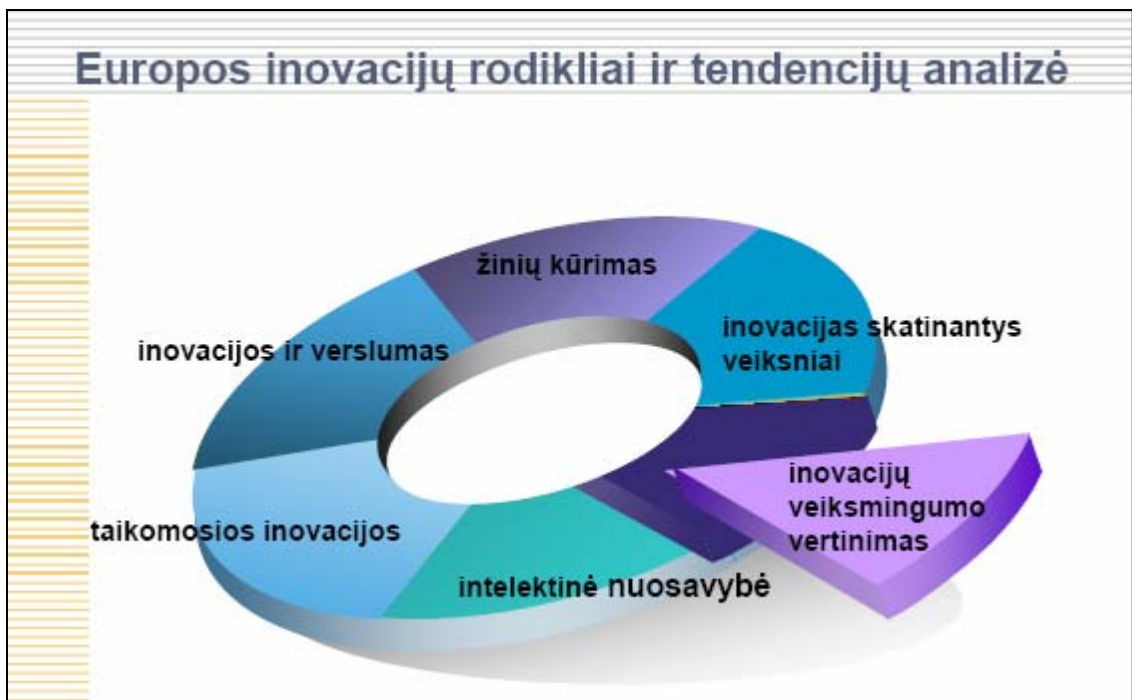 Europos inovacijų rodikliai ir tendencijų analizė
žinių kūrimas
inovacijas skatinantys
veiksniai
inovacijos ir verslumas
inovacijų
veiksmingumo
vertinimas
taikomosios inovacijos
intelektinė nuosavybė